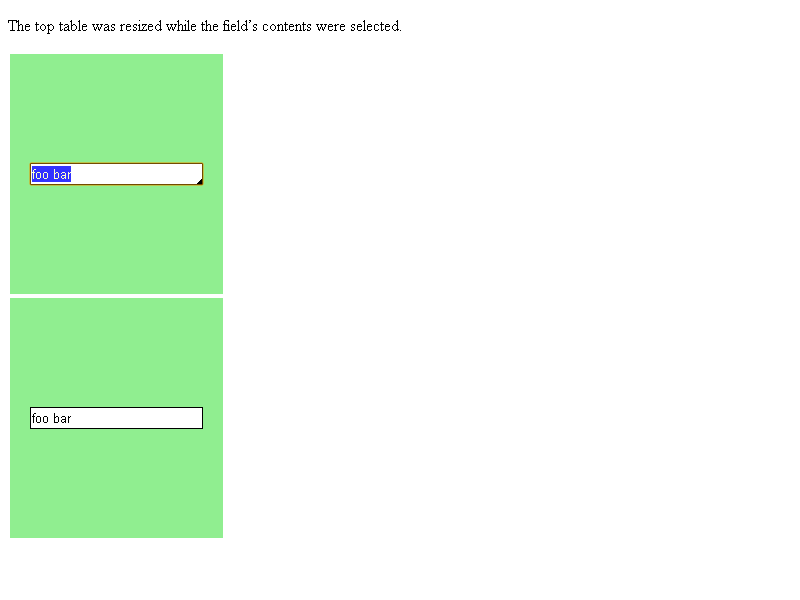 The top table was resized while the field’s contents were selected.
foo bar
foo bar